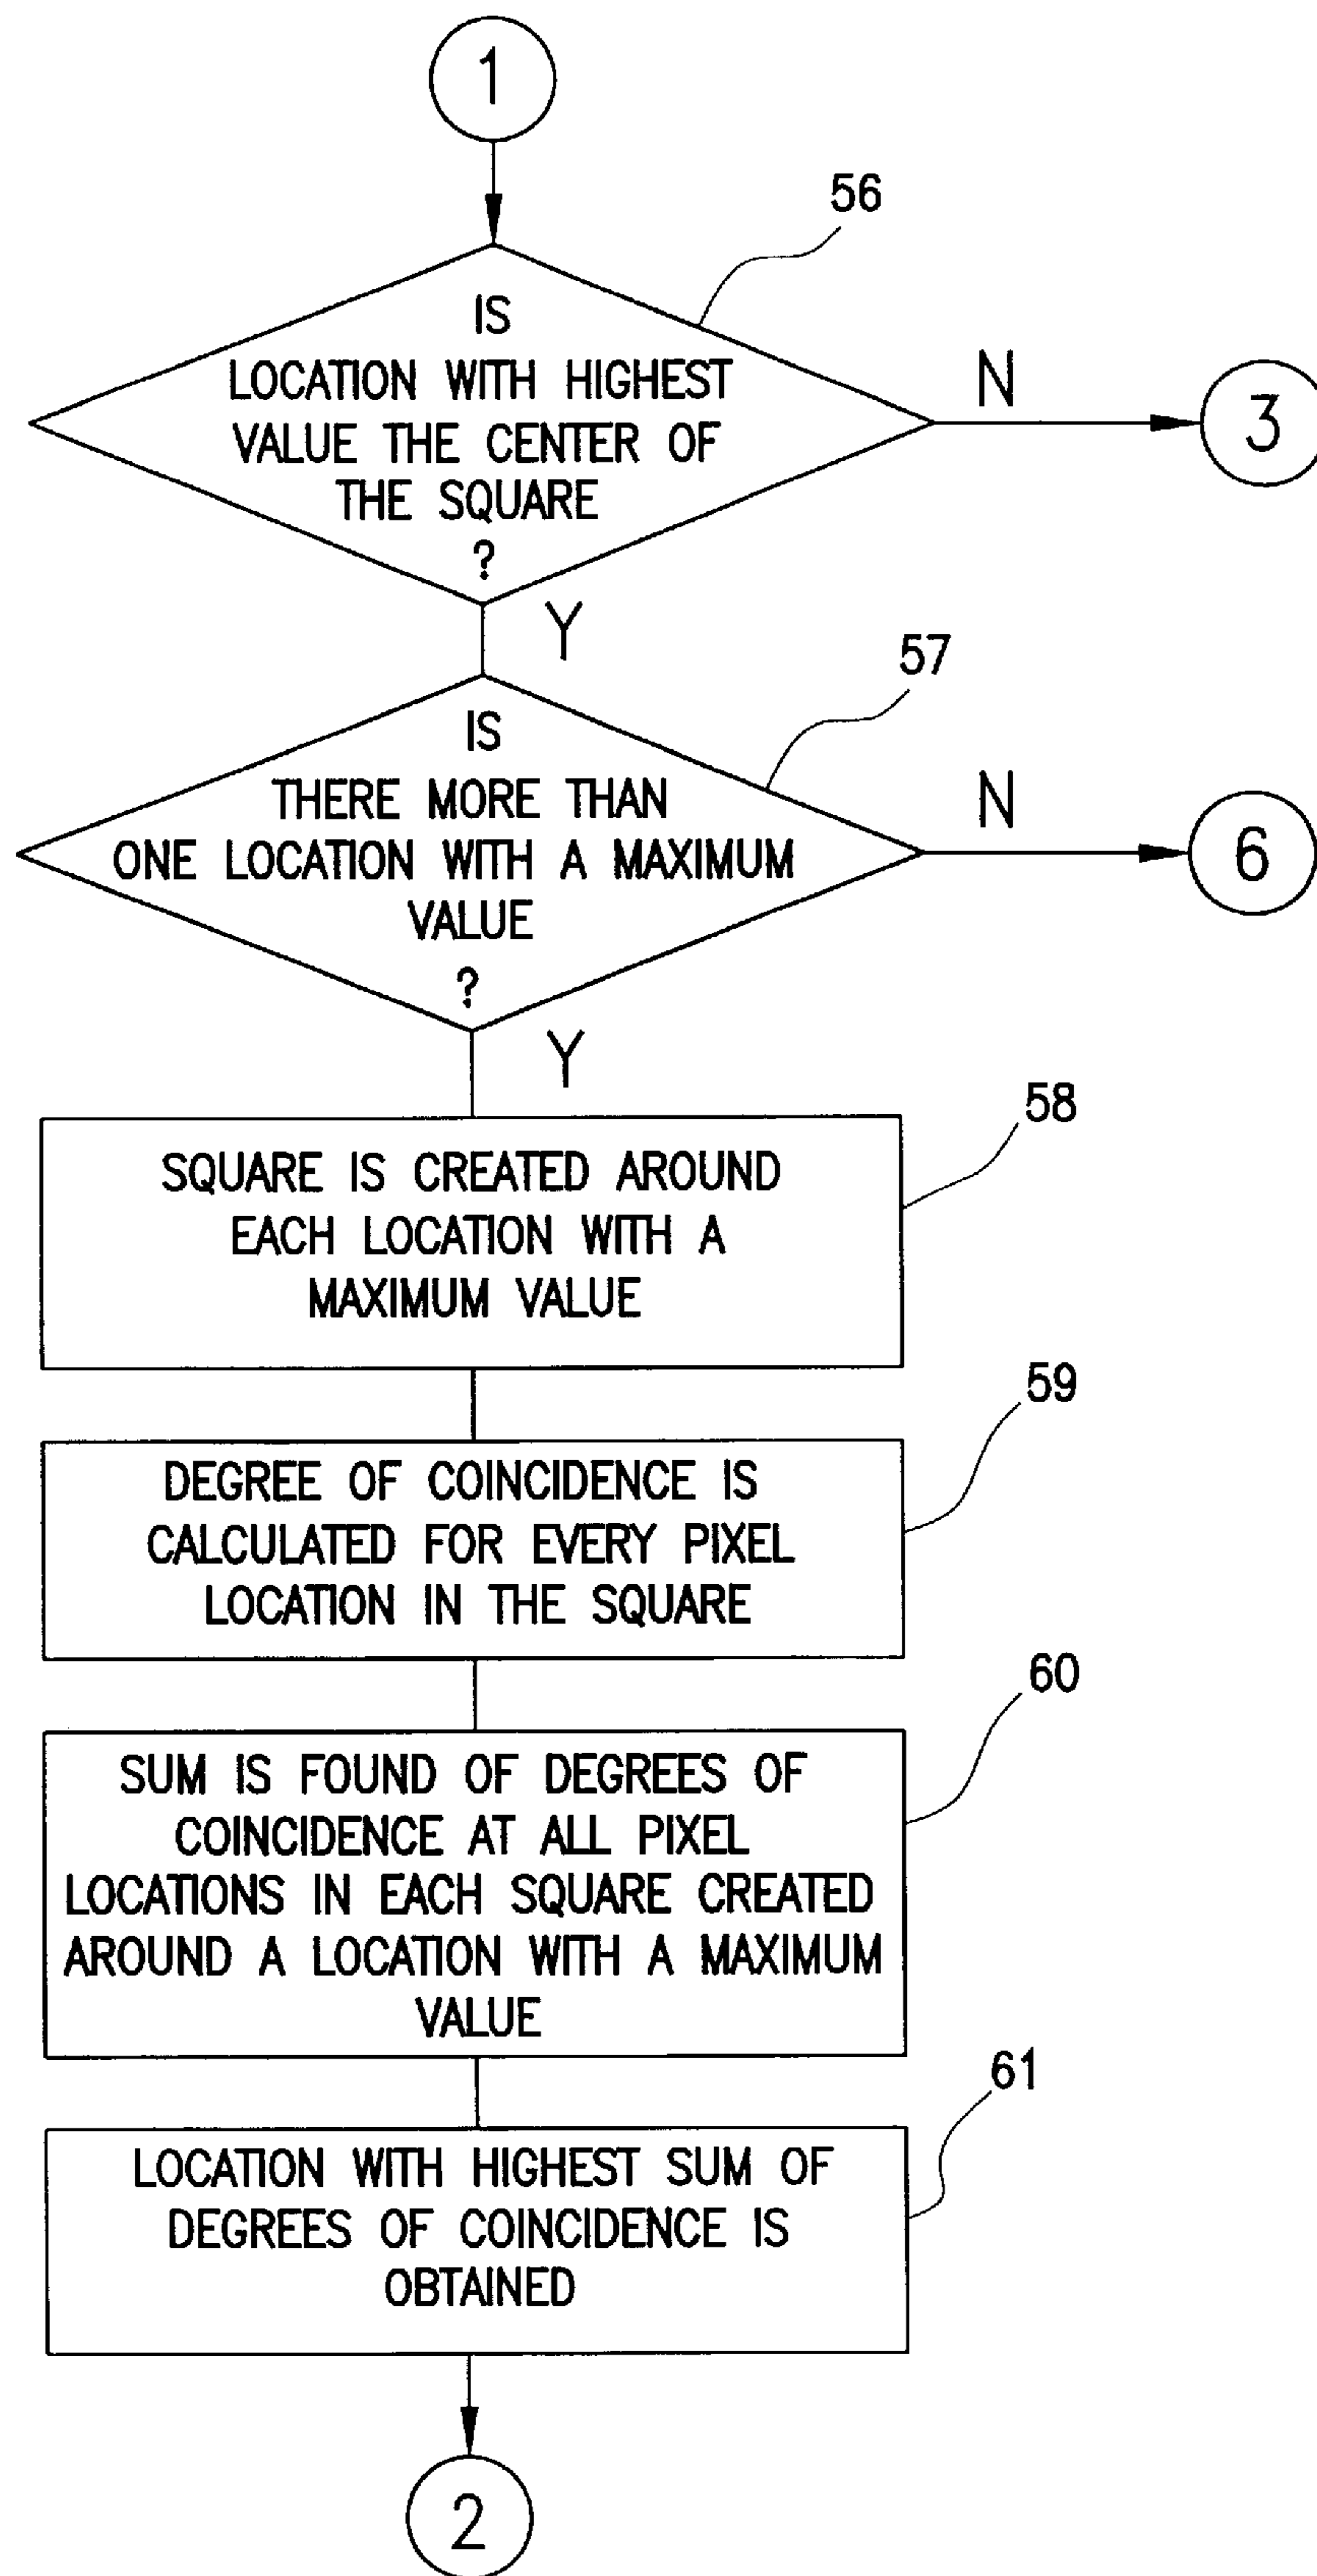 1
56
IS
LOCATION WITH HIGHEST
VALUE THE CENTER OF
THE SQUARE
?
N
3
Y
57
IS
THERE MORE THAN
ONE LOCATION WITH A MAXIMUM
VALUE
?
N
6
Y
58
SQUARE IS CREATED AROUND
EACH LOCATION WITH A
MAXIMUM VALUE
59
DEGREE OF COINCIDENCE IS
CALCULATED FOR EVERY PIXEL
LOCATION IN THE SQUARE
60
SUM IS FOUND OF DEGREES OF
COINCIDENCE AT ALL PIXEL
LOCATIONS IN EACH SQUARE CREATED
AROUND A LOCATION WITH A MAXIMUM
VALUE
61
LOCATION WITH HIGHEST SUM OF
DEGREES OF COINCIDENCE IS
OBTAINED
2